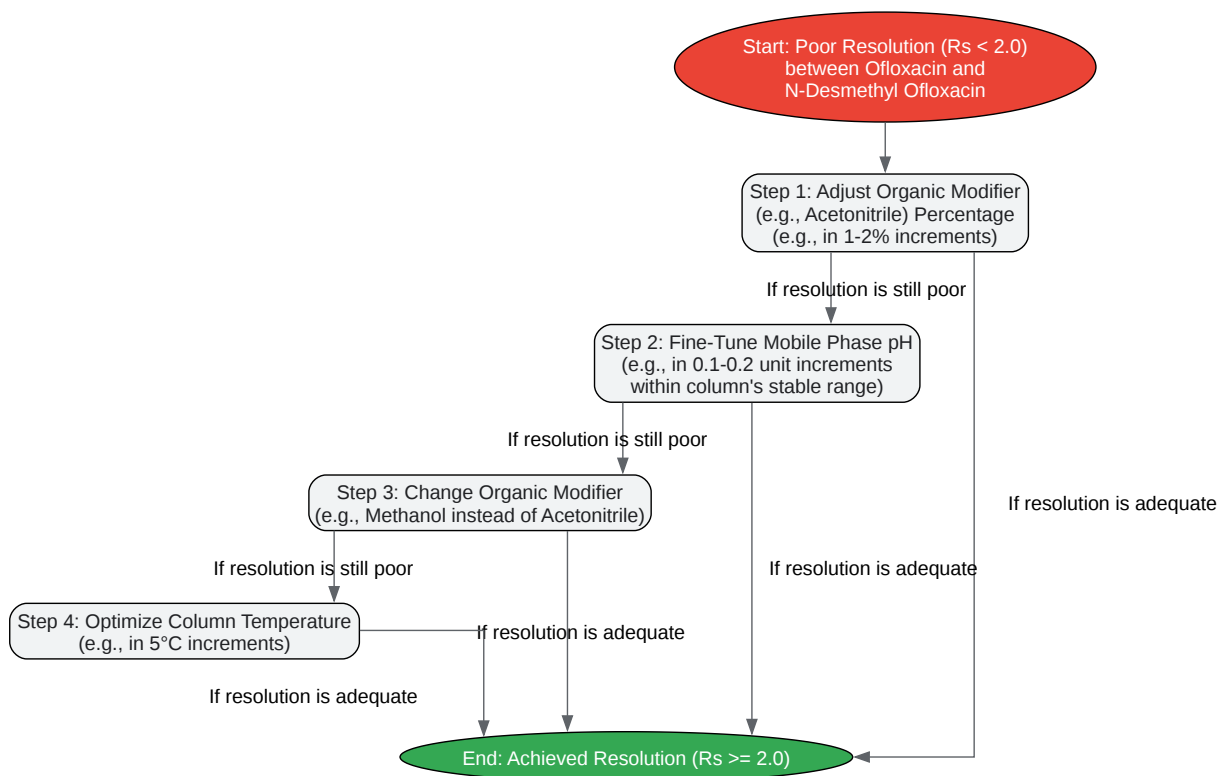 Start: Poor Resolution (Rs < 2.0)
between Ofloxacin and
N-Desmethyl Ofloxacin
Step 1: Adjust Organic Modifier
(e.g., Acetonitrile) Percentage
(e.g., in 1-2% increments)
If resolution is still poor
Step 2: Fine-Tune Mobile Phase pH
(e.g., in 0.1-0.2 unit increments
within column's stable range)
If resolution is still poor
Step 3: Change Organic Modifier
(e.g., Methanol instead of Acetonitrile)
If resolution is adequate
If resolution is still poor
If resolution is adequate
Step 4: Optimize Column Temperature
(e.g., in 5°C increments)
If resolution is adequate
If resolution is adequate
End: Achieved Resolution (Rs >= 2.0)